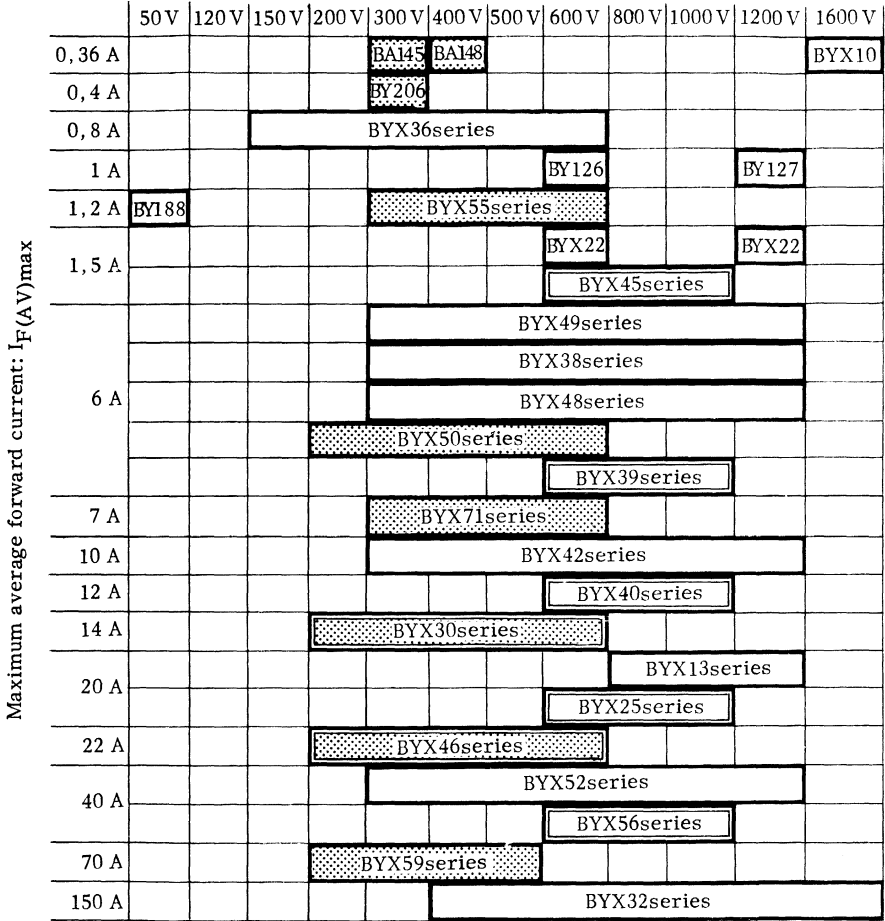 50 V 120 V 150 V 200 V 300 V 400 V 500 V 600 V 800 V 1000 V 1200 V 1600 V
0,36 A BA145 BA148 BYX10
0,4 A BY206
0,8 A BYX36series
1 A BY126 BY127
1,2 A BY188 BYX55series
1,5 A BYX22 BYX22
BYX45series
6 A BYX49series
BYX38series
BYX48series
BYX50series
BYX39series
7 A BYX71series
10 A BYX42series
12 A BYX40series
14 A BYX30series
20 A BYX13series
BYX25series
22 A BYX46series
40 A BYX52series
BYX56series
70 A BYX59series
150 A BYX32series
Maximum average forward current: IF(AV)max